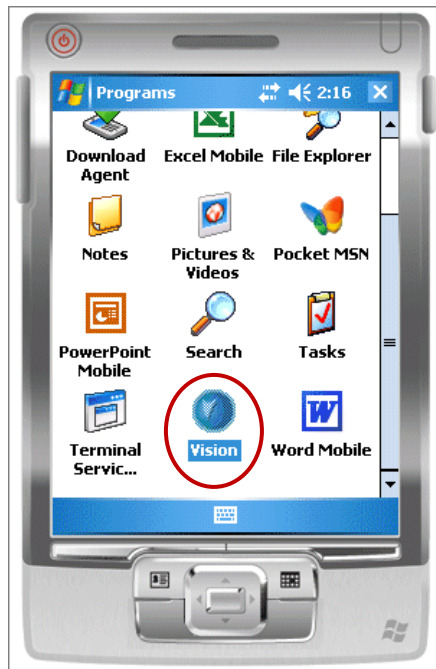 Programs 2:16
Download Agent
Excel Mobile
File Explorer
Notes
Pictures & Videos
Pocket MSN
PowerPoint Mobile
Search
Tasks
Terminal Servic...
Vision
Word Mobile